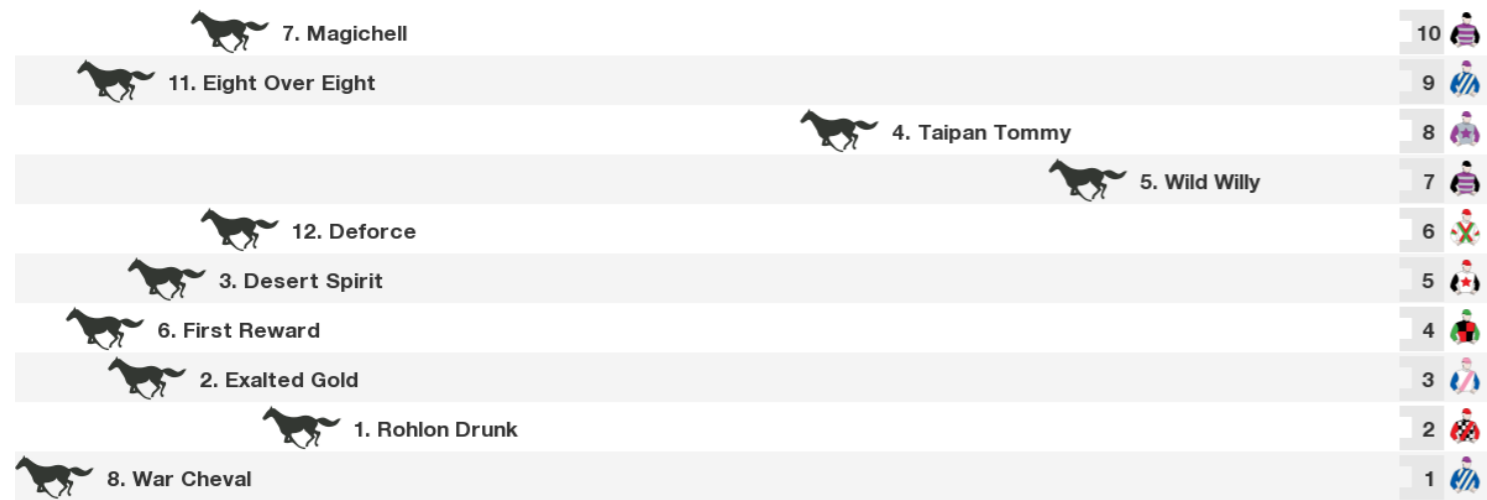 7. Magichell 10
11. Eight Over Eight 9
4. Taipan Tommy 8
5. Wild Willy 7
12. Deforce 6
3. Desert Spirit 5
6. First Reward 4
2. Exalted Gold 3
1. Rohlon Drunk 2
8. War Cheval 1